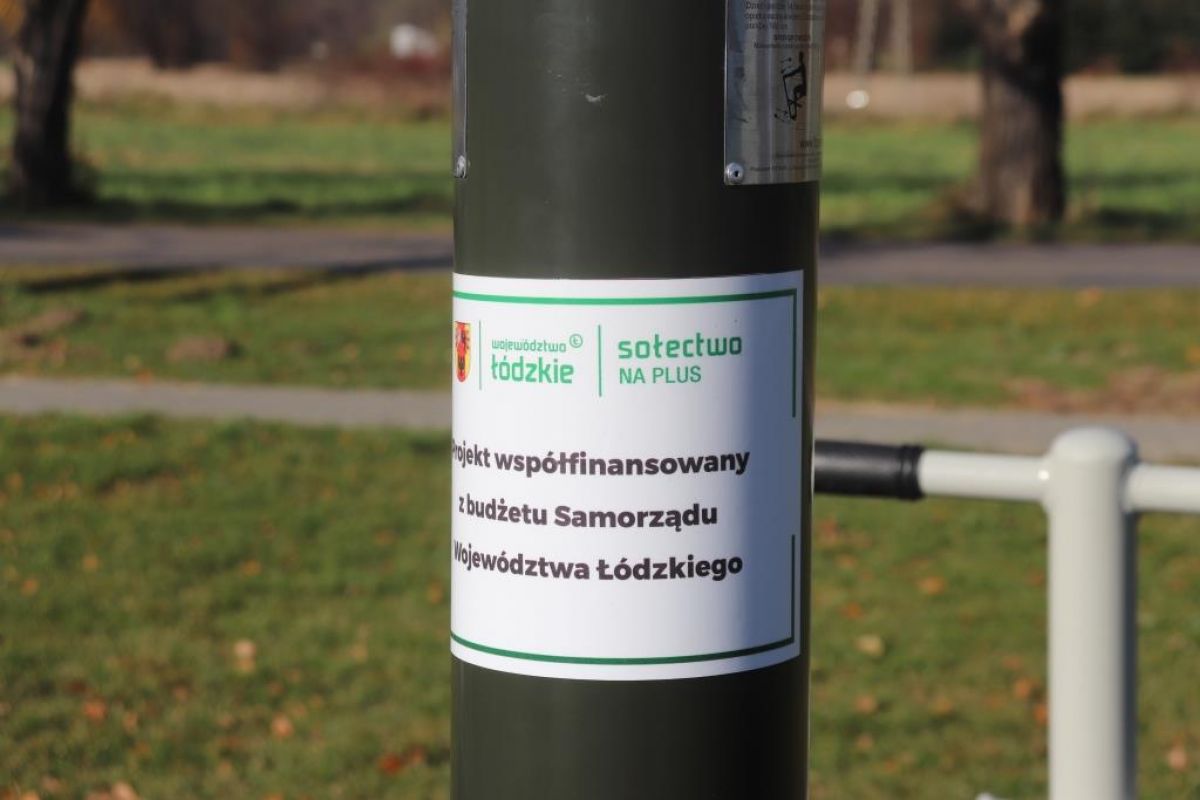 województwo
Łódzkie
sołectwo
NA PLUS
Projekt współfinansowany
z budżetu Samorządu
Województwa Łódzkiego